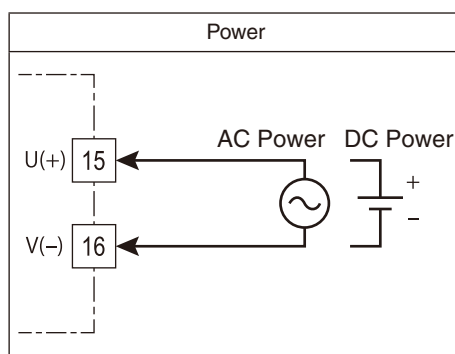 Power
AC Power DC Power
U(+) 15
+
–
V(–) 16